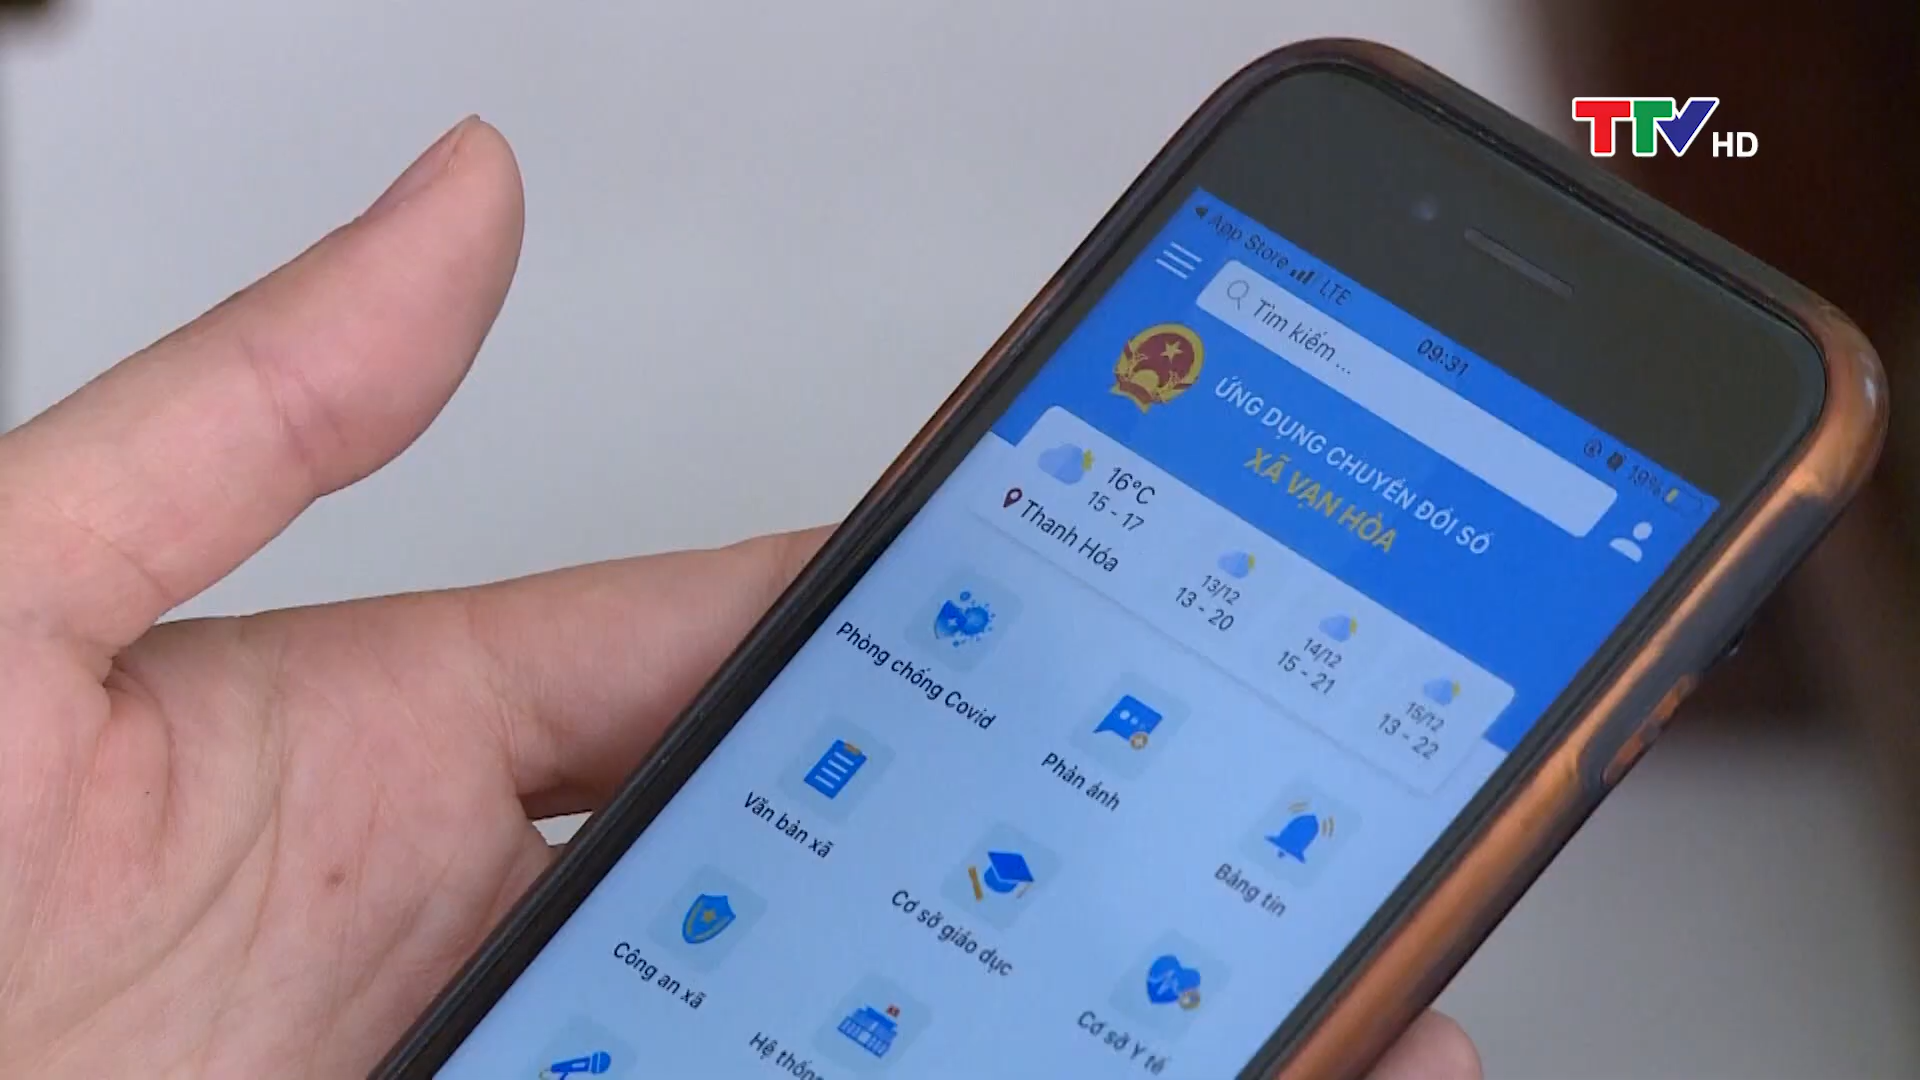 TTV HD
App Store LTE 09:31 19%
Tìm kiếm ...
ỨNG DỤNG CHUYỂN ĐỔI SỐ
XÃ VẠN HÒA
16°C
15 - 17
Thanh Hóa
13/12
13 - 20
14/12
15 - 21
15/12
13 - 22
Phòng chống Covid
Phản ánh
Bảng tin
Văn bản xã
Cơ sở giáo dục
Cơ sở Y tế
Công an xã
Hệ thống